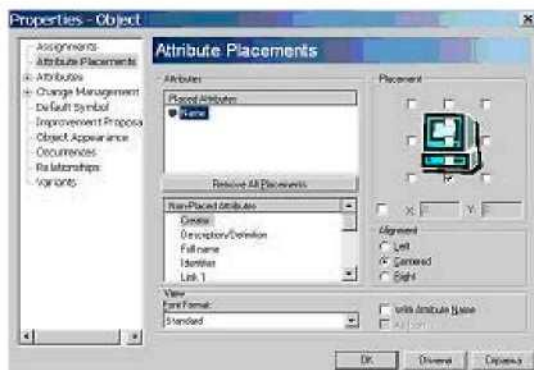 Properties - Object
Assignments
Attribute Placements
Attributes
Change Management
Default Symbol
Improvement Proposa
Object Appearance
Occurrences
Relationships
Variants
Attribute Placements
Attributes
Placed Attributes
Name
Remove All Placements
Non-Placed Attributes
Creator
Description/Definition
Full name
Identifier
Link 1
Placement
X:
Y:
Alignment
Left
Centered
Right
View
Font Format:
Standard
With Attribute Name
OK
Отмена
Справка